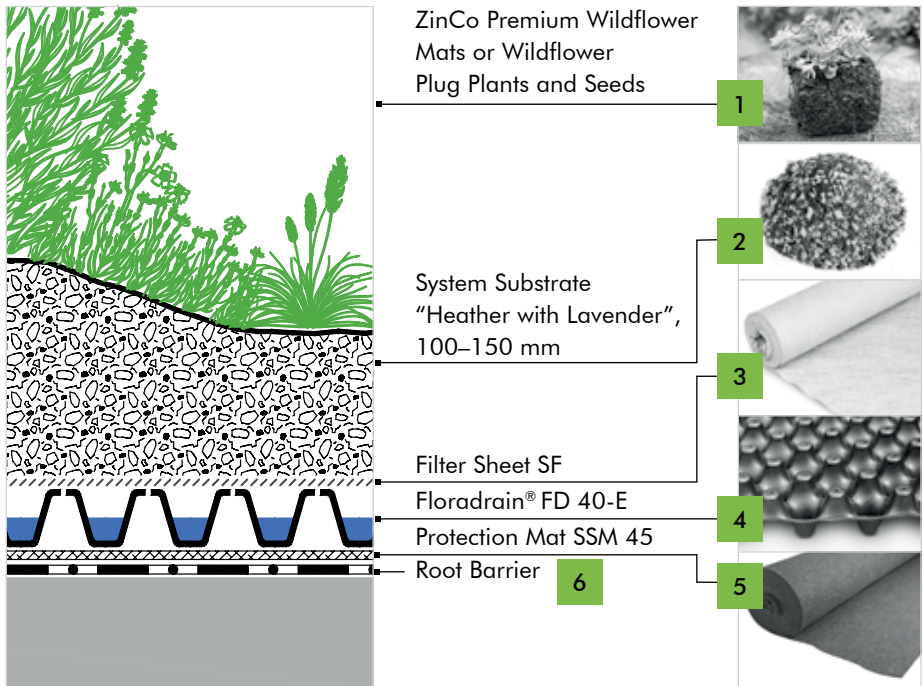 ZinCo Premium Wildflower
Mats or Wildflower
Plug Plants and Seeds
1
2
System Substrate
“Heather with Lavender”,
100–150 mm
3
Filter Sheet SF
Floradrain® FD 40-E
4
Protection Mat SSM 45
Root Barrier
6
5